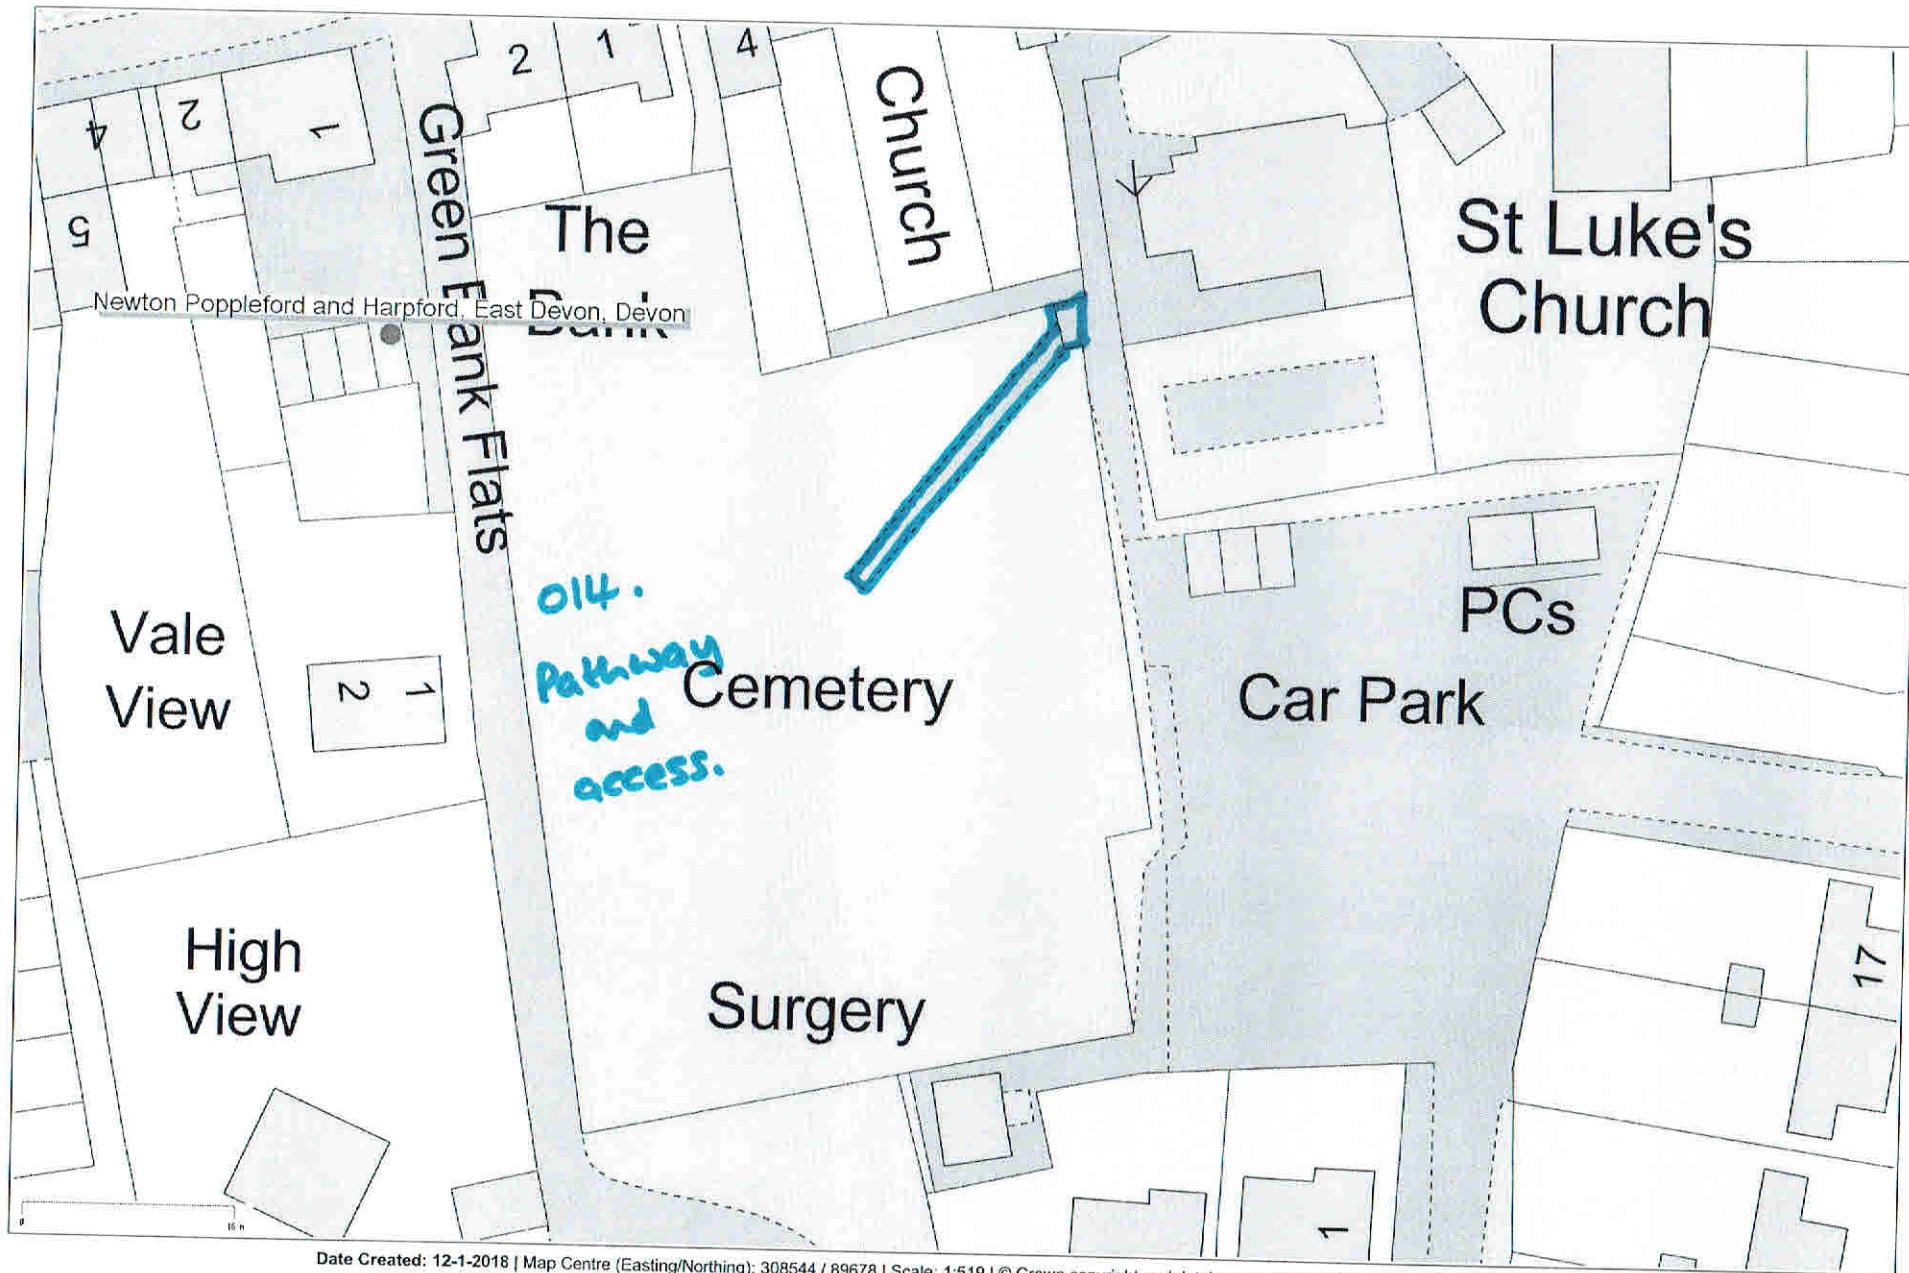 2
1
4
Church
4
2
1
5
Green Bank Flats
The
Bank
St Luke's
Church
Newton Poppleford and Harpford, East Devon, Devon
014.
Pathway
and
access.
Cemetery
PCs
Car Park
Vale
View
2
1
High
View
Surgery
17
1
0
Date Created: 12-1-2018 | Map Centre (Easting/Northing): 308544 / 89678 | Scale: 1:519 | © Crown copyright